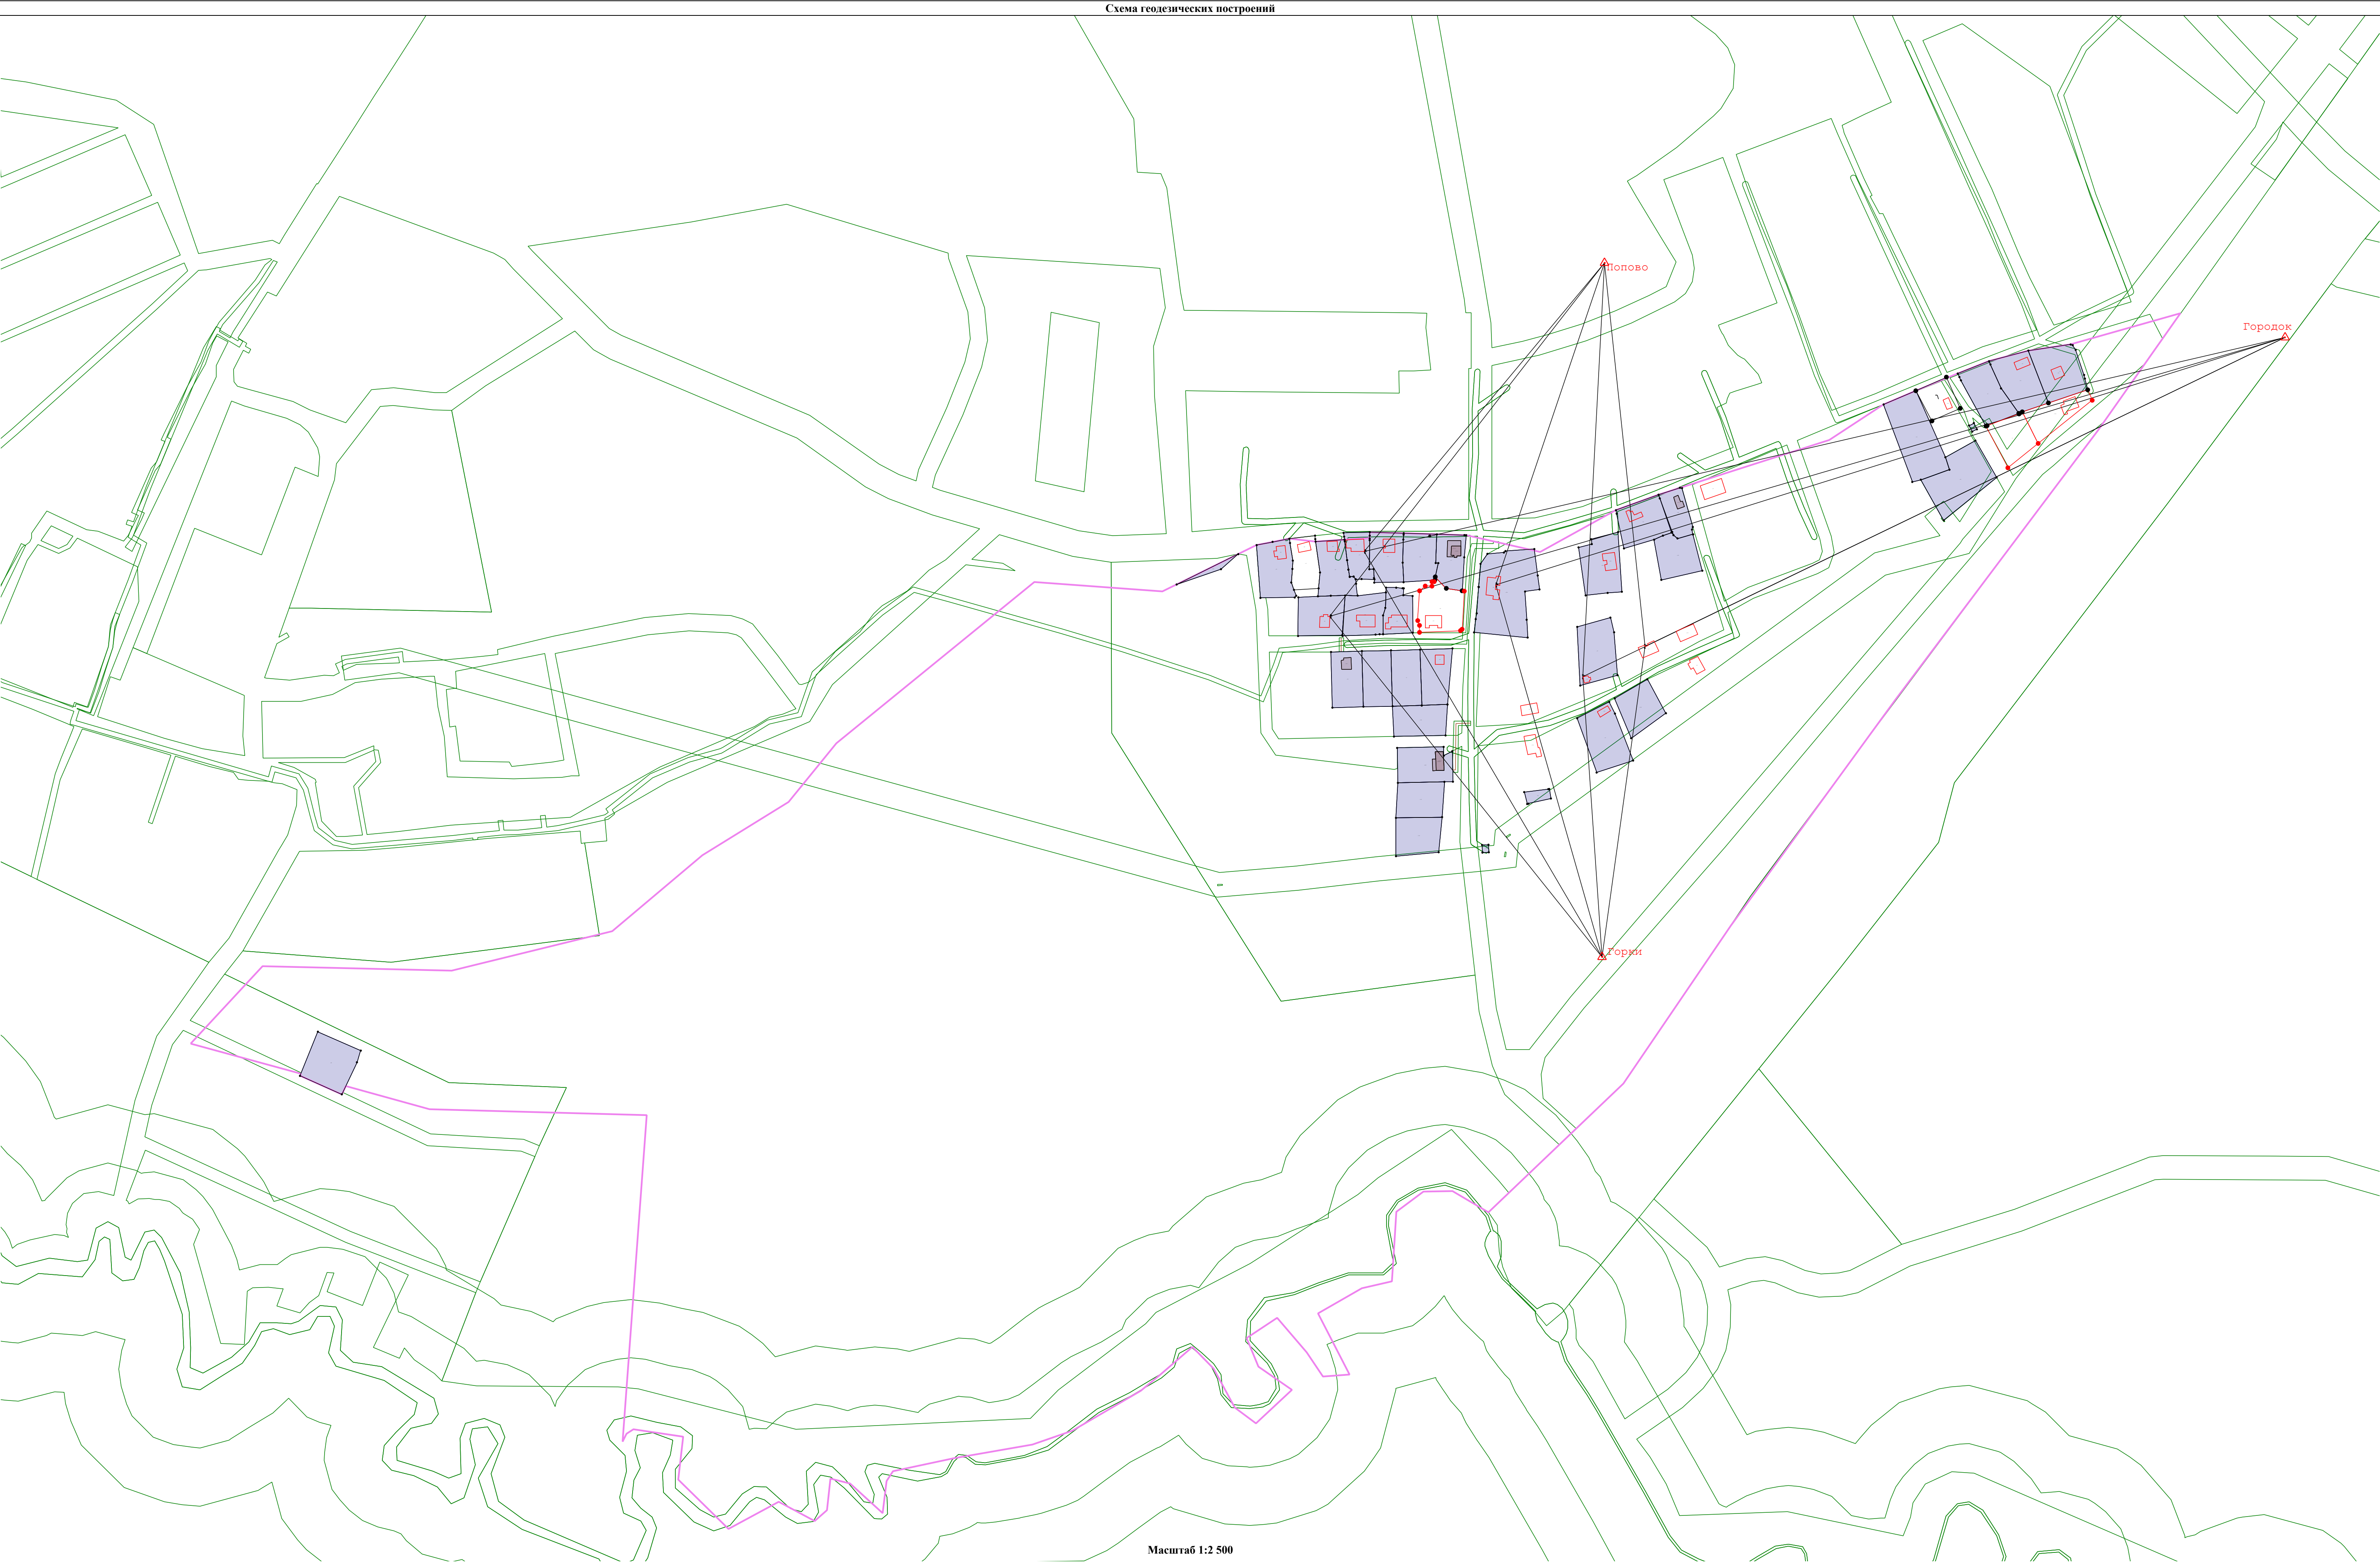 Схема геодезических построений
Попово
Городок
Горки
Масштаб 1:2 500